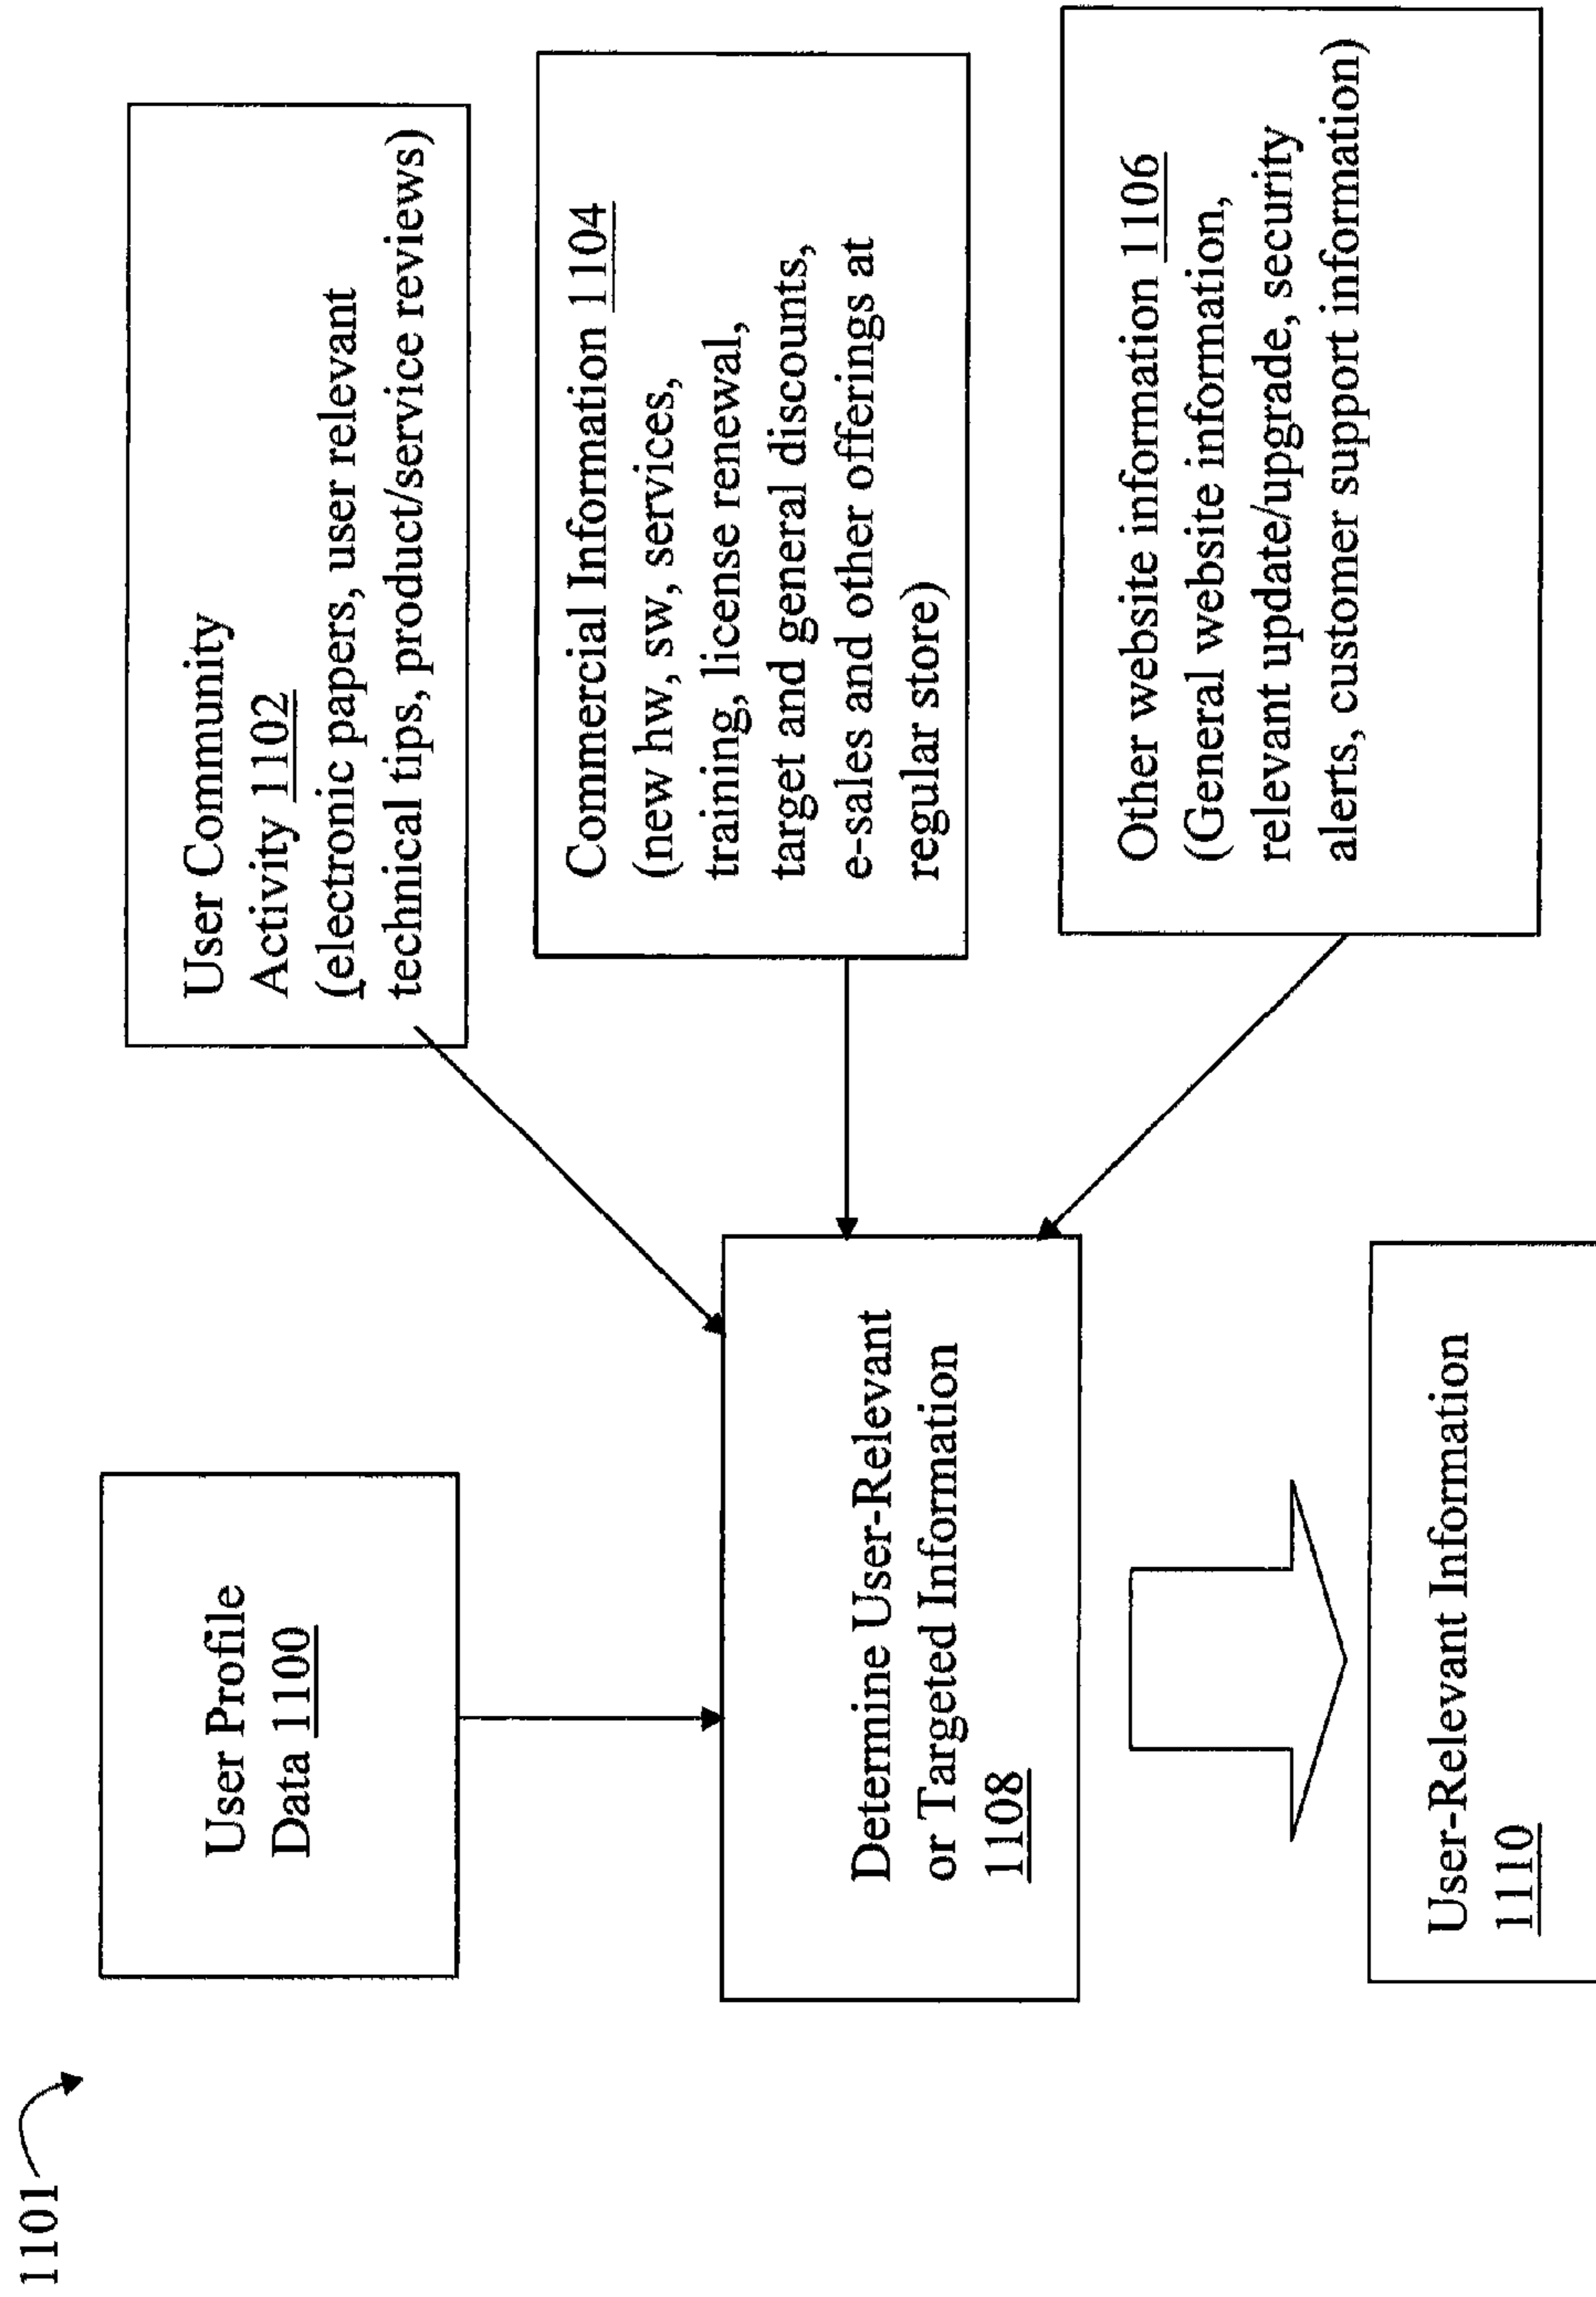 1101
User Profile
Data 1100
User Community
Activity 1102
(electronic papers, user relevant
technical tips, product/service reviews)
Commercial Information 1104
(new hw, sw, services,
training, license renewal,
target and general discounts,
e-sales and other offerings at
regular store)
Determine User-Relevant
or Targeted Information
1108
Other website information 1106
(General website information,
relevant update/upgrade, security
alerts, customer support information)
User-Relevant Information
1110